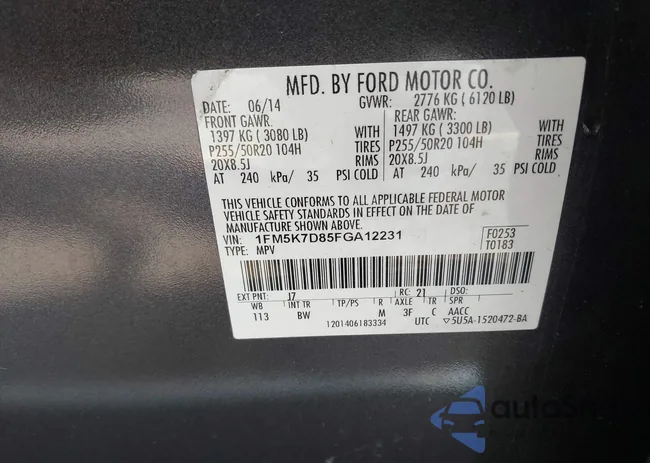 MFD. BY FORD MOTOR CO.
DATE: 06/14 GVWR: 2776 KG ( 6120 LB)
FRONT GAWR: REAR GAWR:
1397 KG ( 3080 LB) WITH 1497 KG ( 3300 LB) WITH
P255/50R20 104H TIRES P255/50R20 104H TIRES
20X8.5J RIMS 20X8.5J RIMS
AT 240 kPa/ 35 PSI COLD AT 240 kPa/ 35 PSI COLD
THIS VEHICLE CONFORMS TO ALL APPLICABLE FEDERAL MOTOR
VEHICLE SAFETY STANDARDS IN EFFECT ON THE DATE OF
MANUFACTURE SHOWN ABOVE.
VIN: 1FM5K7D85FGA12231 F0253
TYPE: MPV T0183
EXT PNT: J7 RC: 21 DSO:
WB INT TR TP/PS R AXLE TR SPR
113 BW M 3F C AACC
1201406183334 UTC ▽5U5A-1520472-BA